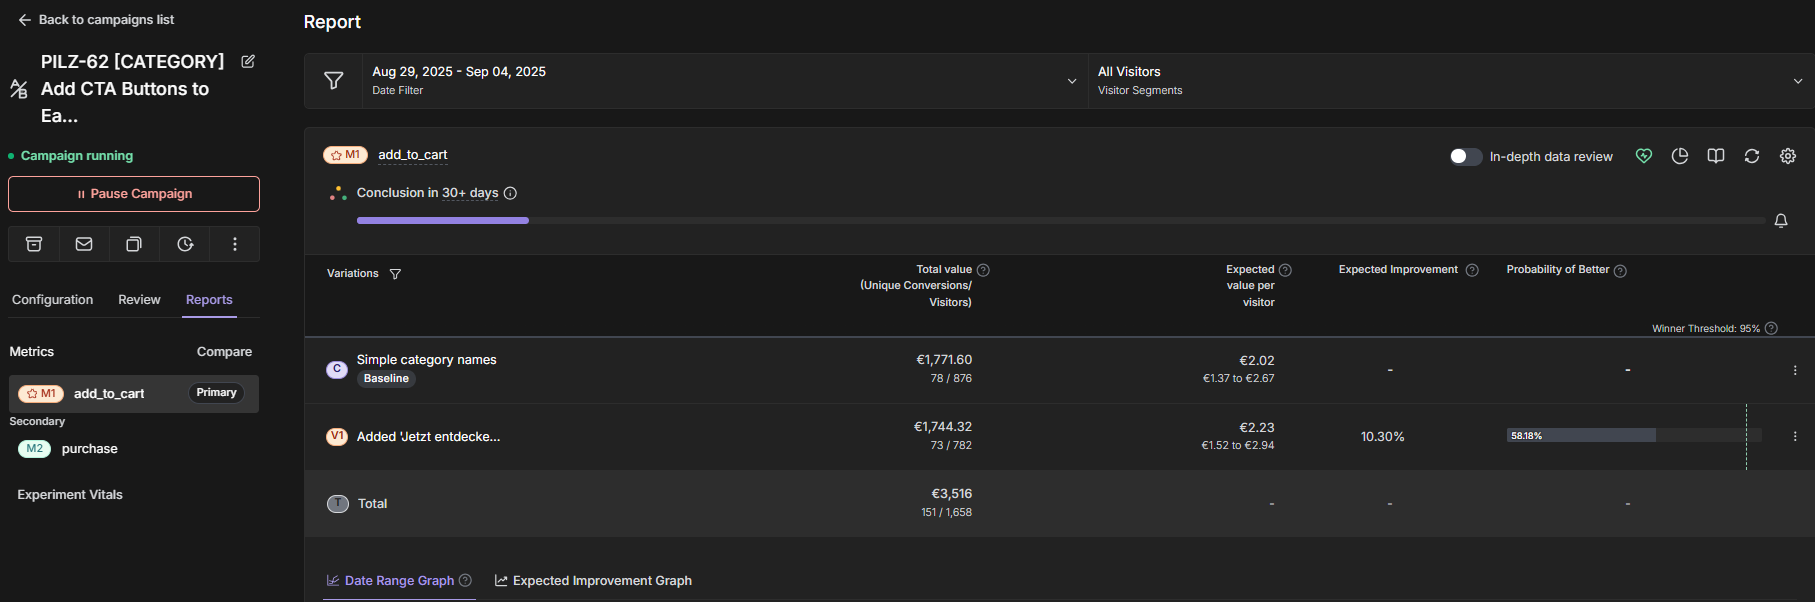 Back to campaigns list
PILZ-62 [CATEGORY]
Add CTA Buttons to
Ea...
Campaign running
Pause Campaign
Configuration Review Reports
Metrics Compare
M1 add_to_cart Primary
Secondary
M2 purchase
Experiment Vitals
Report
Aug 29, 2025 - Sep 04, 2025
Date Filter
All Visitors
Visitor Segments
M1 add_to_cart
In-depth data review
Conclusion in 30+ days
Variations
Total value
(Unique Conversions/
Visitors)
Expected
value per
visitor
Expected Improvement
Probability of Better
Winner Threshold: 95%
C Simple category names
Baseline
€1,771.60
78 / 876
€2.02
€1.37 to €2.67
-
-
V1 Added 'Jetzt entdecke...
€1,744.32
73 / 782
€2.23
€1.52 to €2.94
10.30%
58.18%
T Total
€3,516
151 / 1,658
-
-
-
Date Range Graph
Expected Improvement Graph